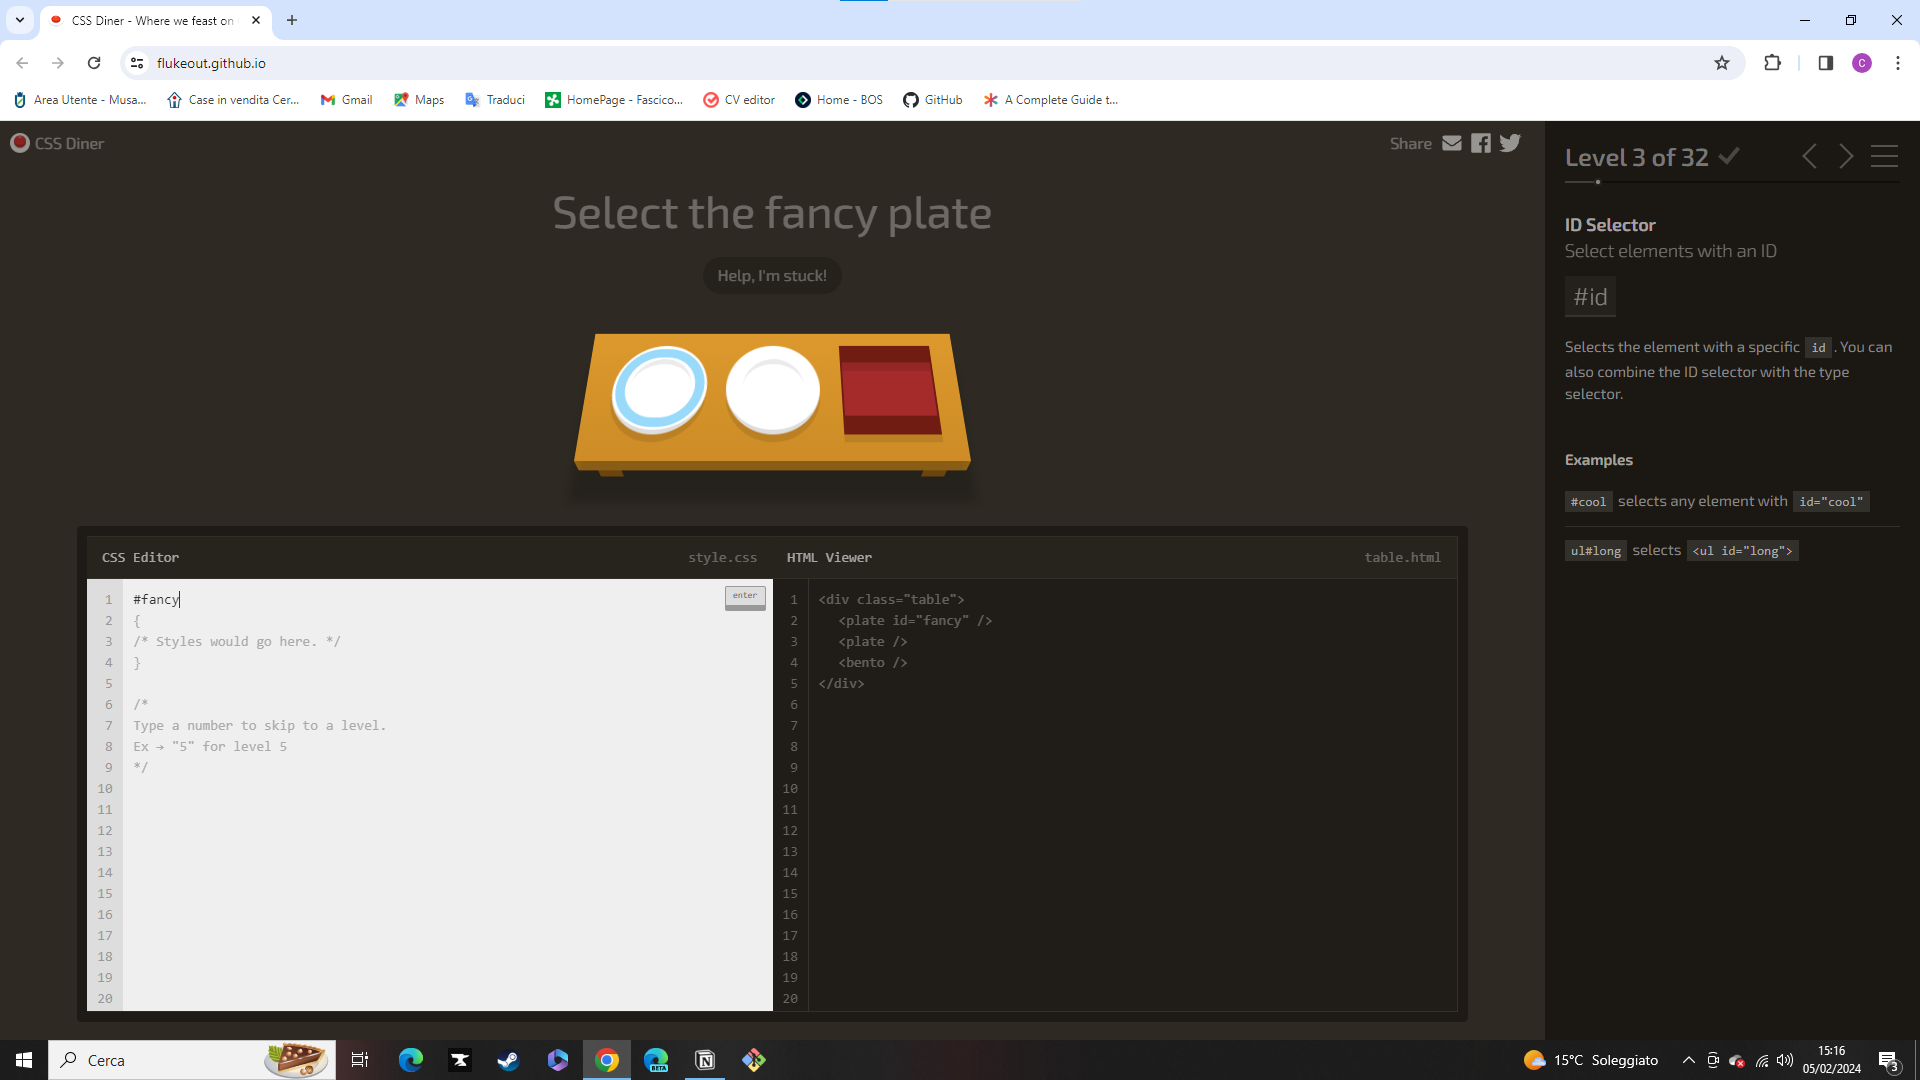 CSS Diner - Where we feast on
flukeout.github.io
C
Area Utente - Musa...
Case in vendita Cer...
Gmail
Maps
Traduci
HomePage - Fascico...
CV editor
Home - BOS
GitHub
A Complete Guide t...
CSS Diner
Share
Select the fancy plate
Help, I'm stuck!
CSS Editor
style.css
HTML Viewer
table.html
enter
1 #fancy
2 {
3 /* Styles would go here. */
4 }
5
6 /*
7 Type a number to skip to a level.
8 Ex → "5" for level 5
9 */
10
11
12
13
14
15
16
17
18
19
20
1 <div class="table">
2 <plate id="fancy" />
3 <plate />
4 <bento />
5 </div>
6
7
8
9
10
11
12
13
14
15
16
17
18
19
20
Level 3 of 32
ID Selector
Select elements with an ID
#id
Selects the element with a specific id . You can
also combine the ID selector with the type
selector.
Examples
#cool selects any element with id="cool"
ul#long selects <ul id="long">
Cerca
BETA
15°C Soleggiato
15:16
05/02/2024
3